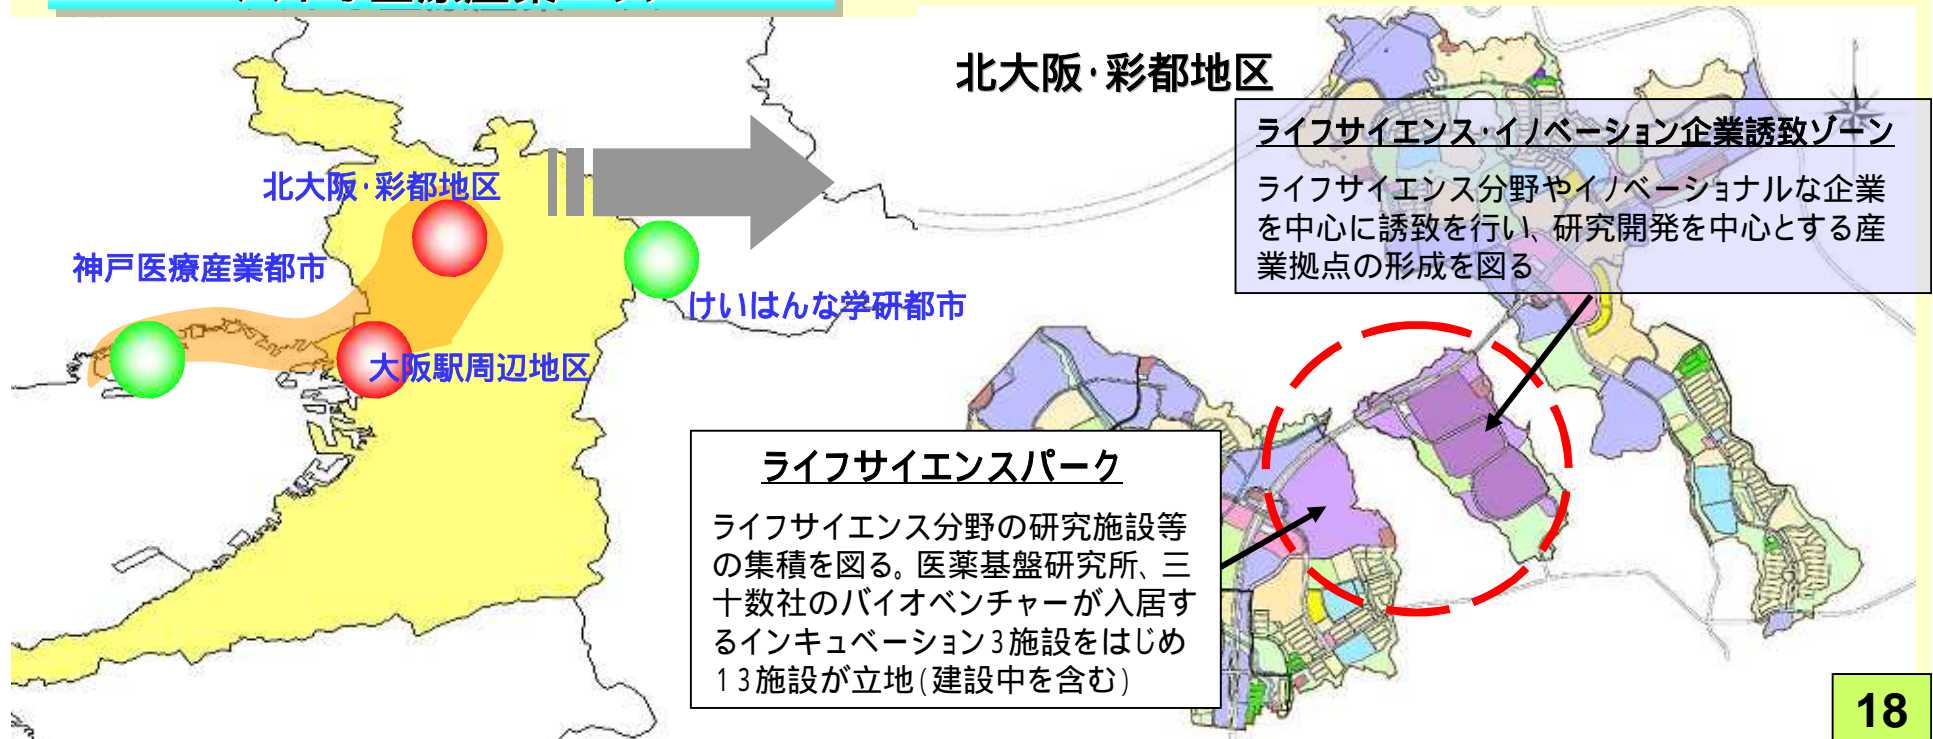 北大阪・彩都地区
ライフサイエンス・イノベーション企業誘致ゾーン
ライフサイエンス分野やイノベーショナルな企業
を中心に誘致を行い、研究開発を中心とする産
業拠点の形成を図る
北大阪・彩都地区
神戸医療産業都市
けいはんな学研都市
大阪駅周辺地区
ライフサイエンスパーク
ライフサイエンス分野の研究施設等
の集積を図る。医薬基盤研究所、三
十数社のバイオベンチャーが入居す
るインキュベーション3施設をはじめ
13施設が立地(建設中を含む)
18